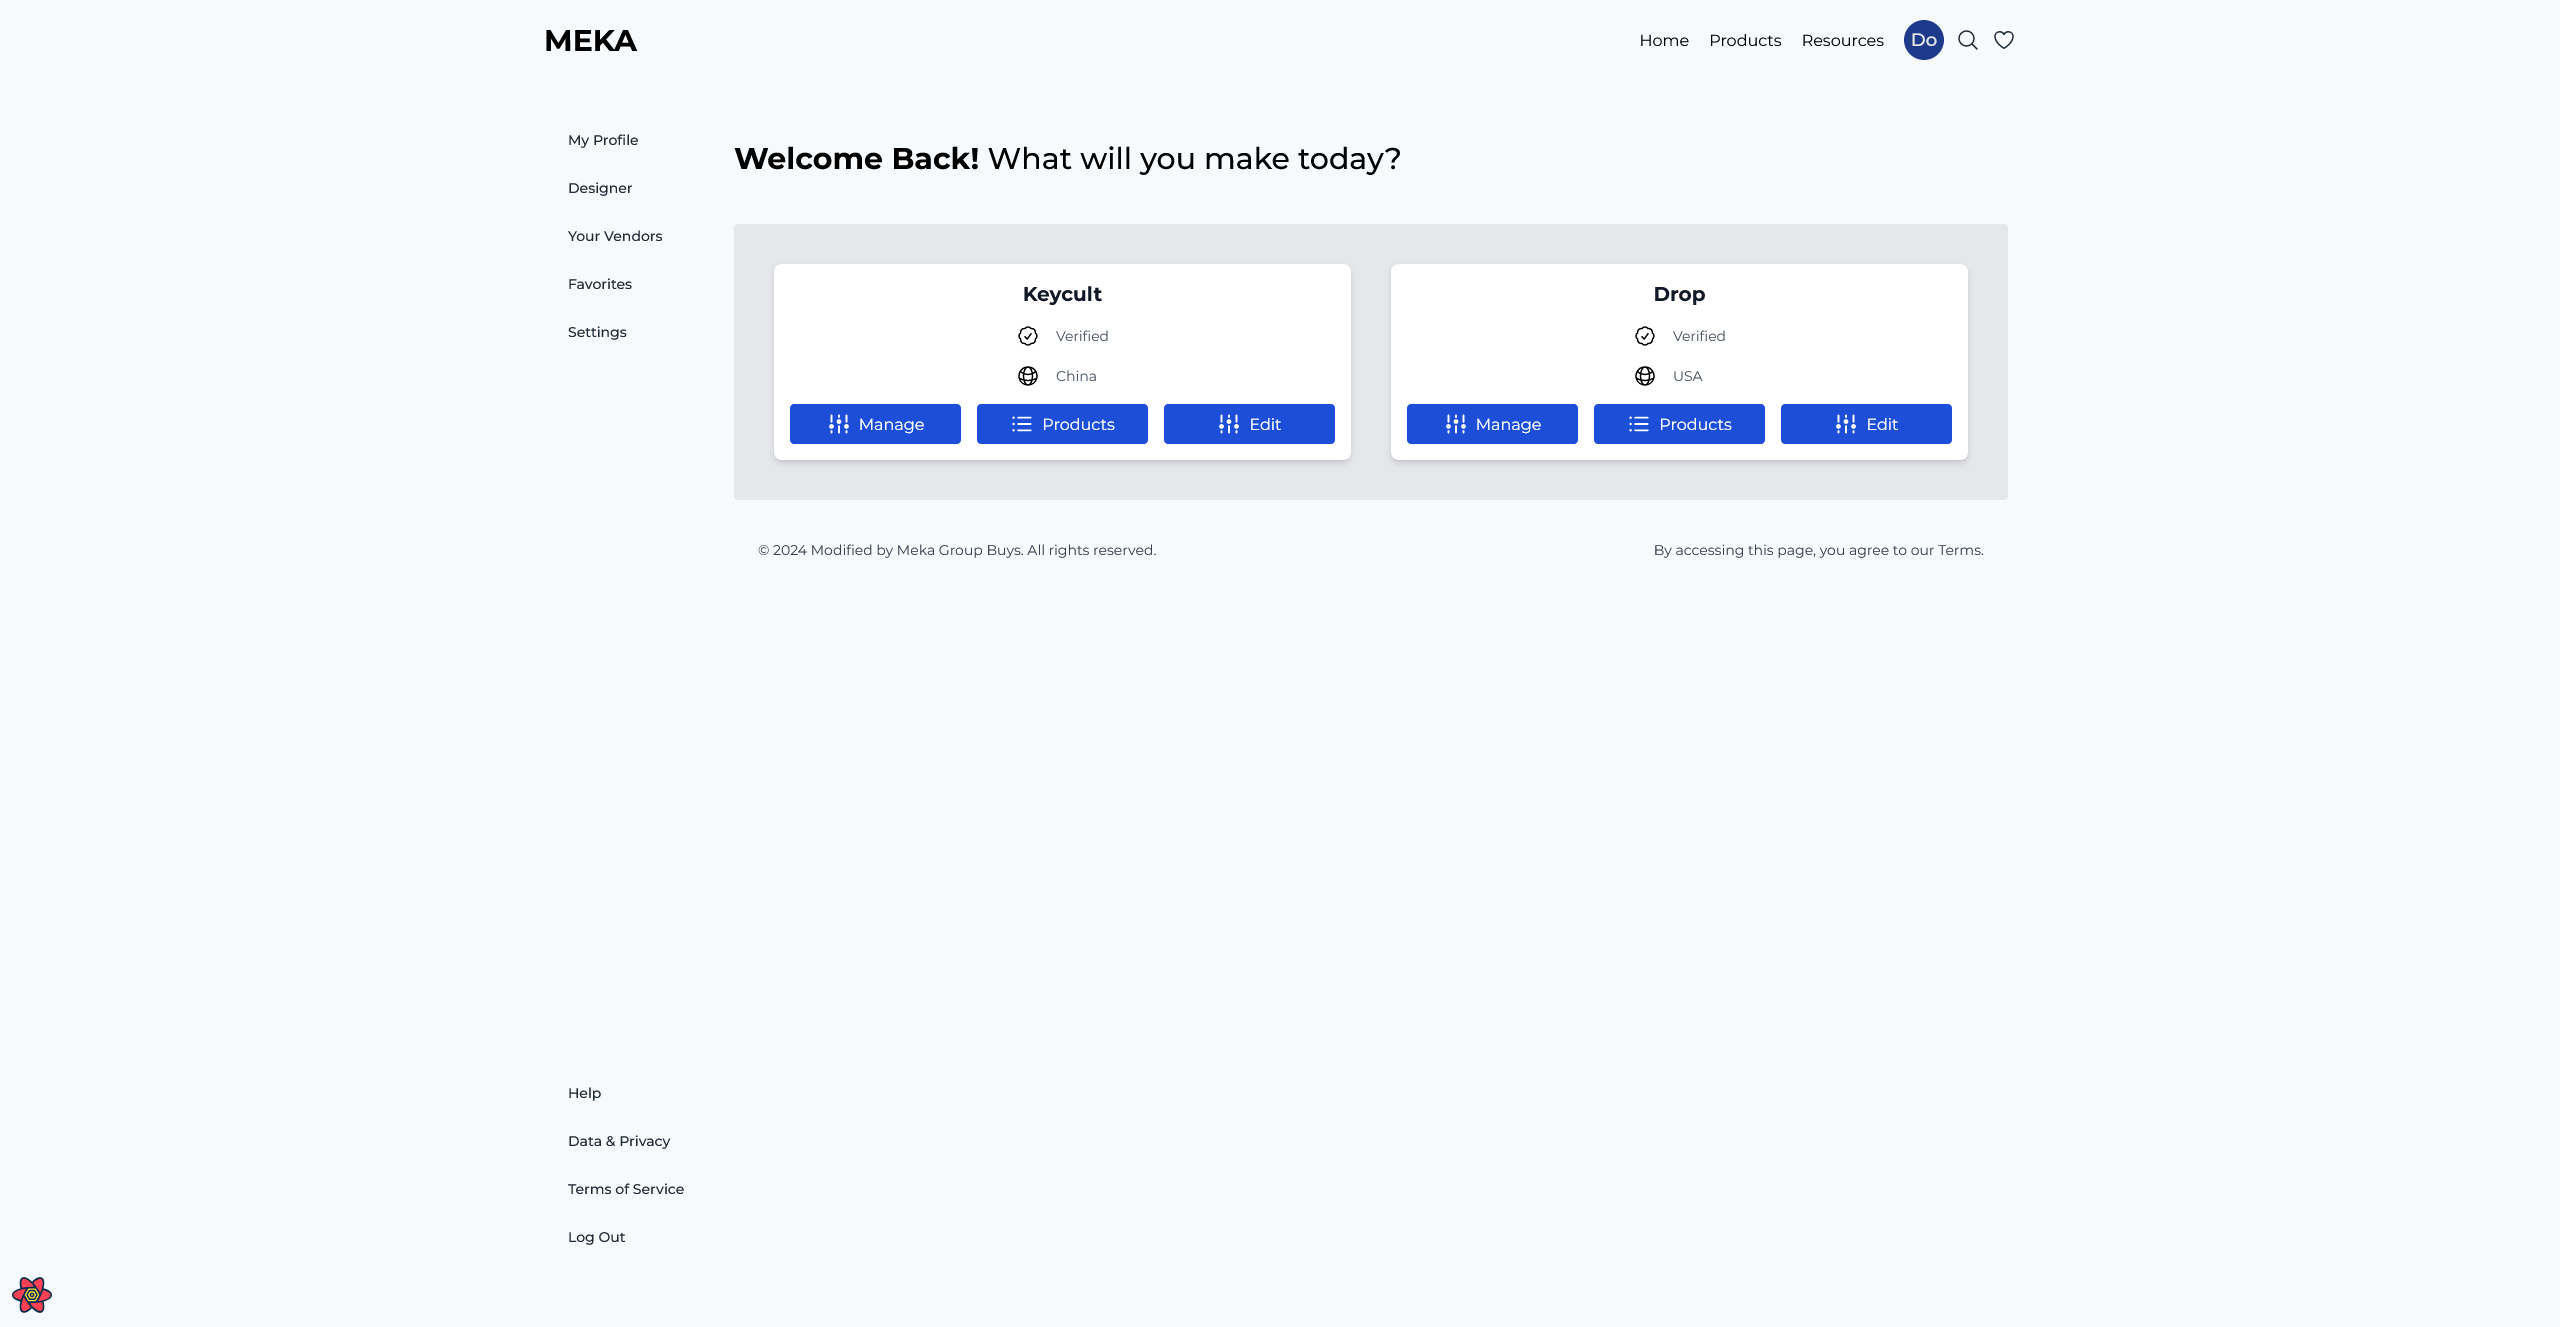 MEKA
Home Products Resources Do
My Profile
Designer
Your Vendors
Favorites
Settings
Welcome Back! What will you make today?
Keycult
Verified
China
Manage Products Edit
Drop
Verified
USA
Manage Products Edit
© 2024 Modified by Meka Group Buys. All rights reserved.
By accessing this page, you agree to our Terms.
Help
Data & Privacy
Terms of Service
Log Out